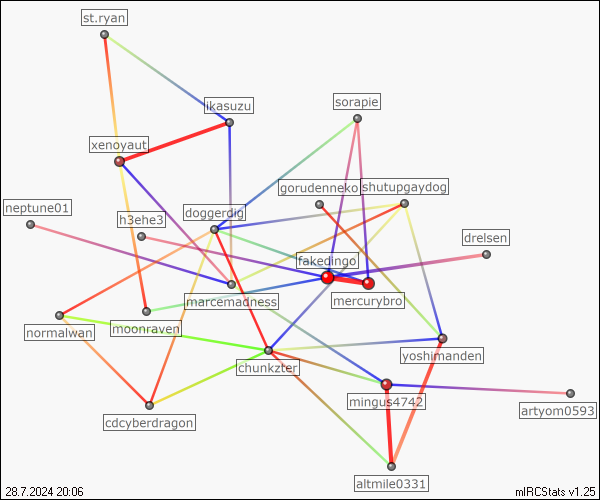 st.ryan
ikasuzu
sorapie
xenoyaut
gorudenneko
shutupgaydog
neptune01
h3ehe3
doggerdig
drelsen
fakedingo
marcemadness
mercurybro
normalwan
moonraven
yoshimanden
chunkzter
mingus4742
artyom0593
cdcyberdragon
altmile0331
28.7.2024 20:06
mIRCStats v1.25